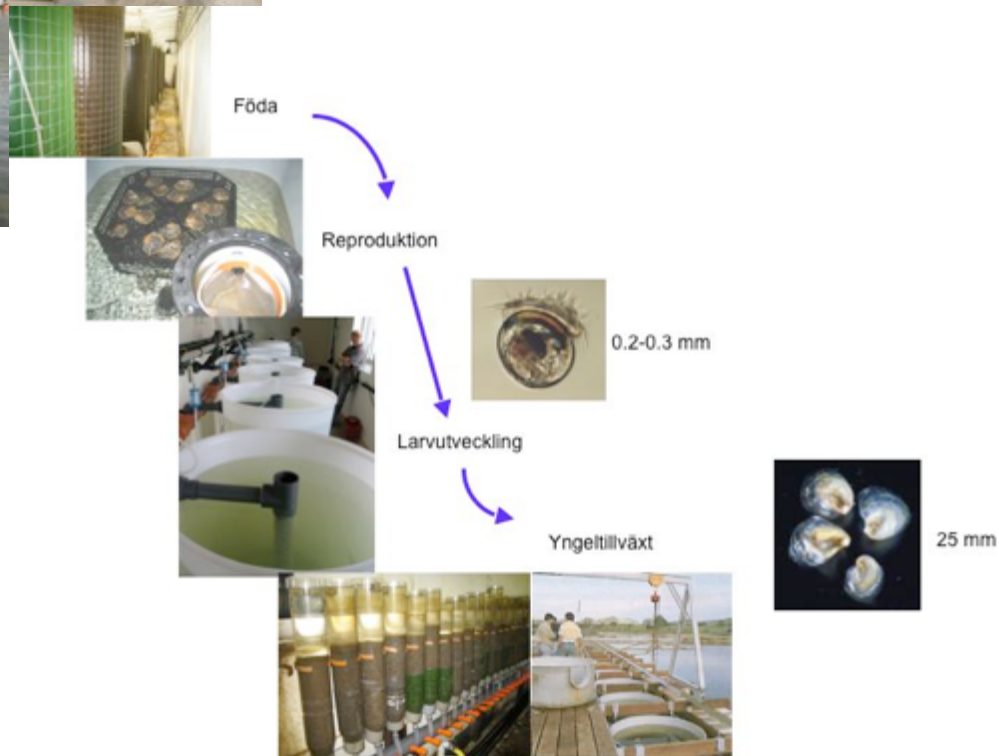 Föda
Reproduktion
0.2-0.3 mm
Larvutveckling
Yngeltillväxt
25 mm